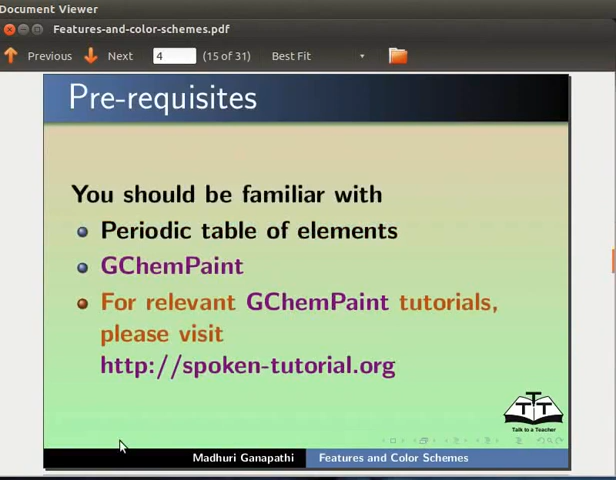 Document Viewer
Features-and-color-schemes.pdf
Previous Next 4 (15 of 31) Best Fit
Pre-requisites
You should be familiar with
Periodic table of elements
GChemPaint
For relevant GChemPaint tutorials,
please visit
http://spoken-tutorial.org
T
T T
Talk to a Teacher
Madhuri Ganapathi Features and Color Schemes